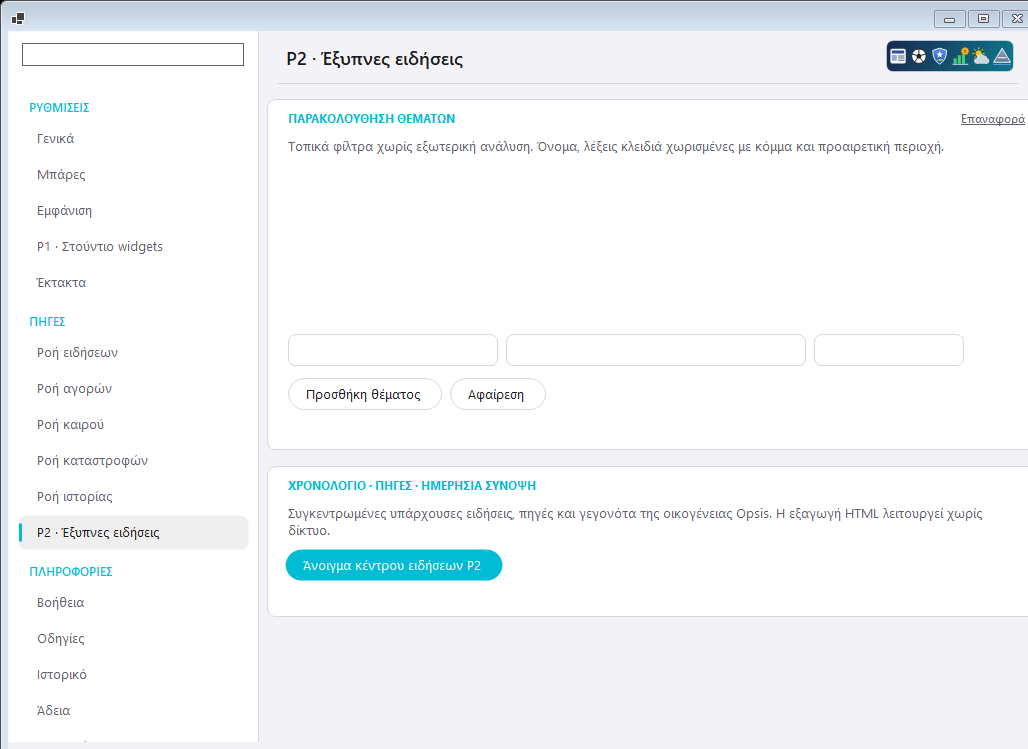 P2 · Έξυπνες ειδήσεις
ΡΥΘΜΙΣΕΙΣ
Γενικά
Μπάρες
Εμφάνιση
P1 · Στούντιο widgets
Έκτακτα
ΠΗΓΕΣ
Ροή ειδήσεων
Ροή αγορών
Ροή καιρού
Ροή καταστροφών
Ροή ιστορίας
P2 · Έξυπνες ειδήσεις
ΠΛΗΡΟΦΟΡΙΕΣ
Βοήθεια
Οδηγίες
Ιστορικό
Άδεια
ΠΑΡΑΚΟΛΟΥΘΗΣΗ ΘΕΜΑΤΩΝ
Επαναφορά
Τοπικά φίλτρα χωρίς εξωτερική ανάλυση. Όνομα, λέξεις κλειδιά χωρισμένες με κόμμα και προαιρετική περιοχή.
Προσθήκη θέματος
Αφαίρεση
ΧΡΟΝΟΛΟΓΙΟ · ΠΗΓΕΣ · ΗΜΕΡΗΣΙΑ ΣΥΝΟΨΗ
Συγκεντρωμένες υπάρχουσες ειδήσεις, πηγές και γεγονότα της οικογένειας Opsis. Η εξαγωγή HTML λειτουργεί χωρίς
δίκτυο.
Άνοιγμα κέντρου ειδήσεων P2